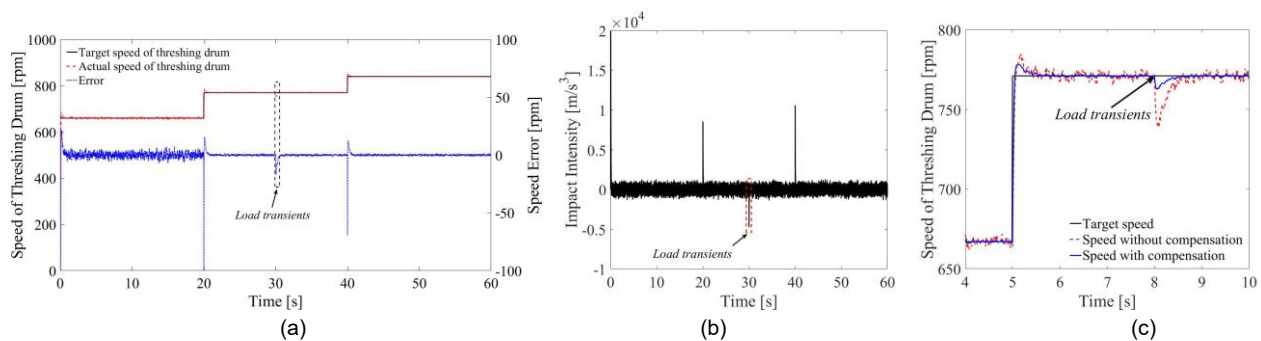 1000
800
600
400
200
0
Speed of Threshing Drum [rpm]
Target speed of threshing drum
Actual speed of threshing drum
Error
Load transients
100
50
0
-50
-100
Speed Error [rpm]
0 10 20 30 40 50 60
Time [s]
(a)
×10⁴
2
1.5
1
0.5
0
-0.5
-1
Impact Intensity [m/s³]
Load transients
0 10 20 30 40 50 60
Time [s]
(b)
800
750
700
650
Speed of Threshing Drum [rpm]
Load transients
Target speed
Speed without compensation
Speed with compensation
4 5 6 7 8 9 10
Time [s]
(c)